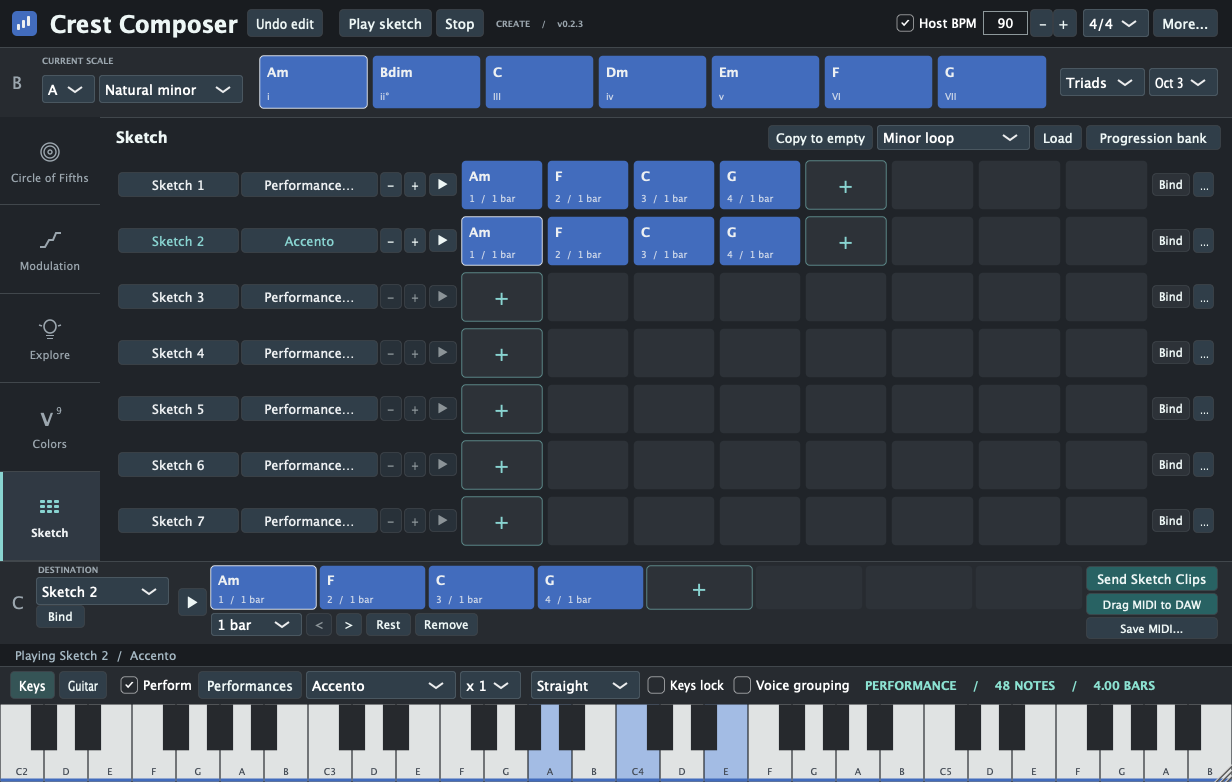 Crest Composer Undo edit Play sketch Stop CREATE / v0.2.3 Host BPM 90 - + 4/4 More...
B CURRENT SCALE A Natural minor
Am Bdim C Dm Em F G Triads Oct 3
i ii° III iv v VI VII
Circle of Fifths
Modulation
Explore
V9
Colors
Sketch
Sketch Copy to empty Minor loop Load Progression bank
Sketch 1 Performance... - + Am F C G + Bind ...
1 / 1 bar 2 / 1 bar 3 / 1 bar 4 / 1 bar
Sketch 2 Accento - + Am F C G + Bind ...
1 / 1 bar 2 / 1 bar 3 / 1 bar 4 / 1 bar
Sketch 3 Performance... - + + Bind ...
Sketch 4 Performance... - + + Bind ...
Sketch 5 Performance... - + + Bind ...
Sketch 6 Performance... - + + Bind ...
Sketch 7 Performance... - + + Bind ...
C DESTINATION
Sketch 2
Bind
Am F C G +
1 / 1 bar 2 / 1 bar 3 / 1 bar 4 / 1 bar
1 bar < > Rest Remove
Send Sketch Clips
Drag MIDI to DAW
Save MIDI...
Playing Sketch 2 / Accento
Keys Guitar Perform Performances Accento x 1 Straight Keys lock Voice grouping PERFORMANCE / 48 NOTES / 4.00 BARS
C2 D E F G A B C3 D E F G A B C4 D E F G A B C5 D E F G A B